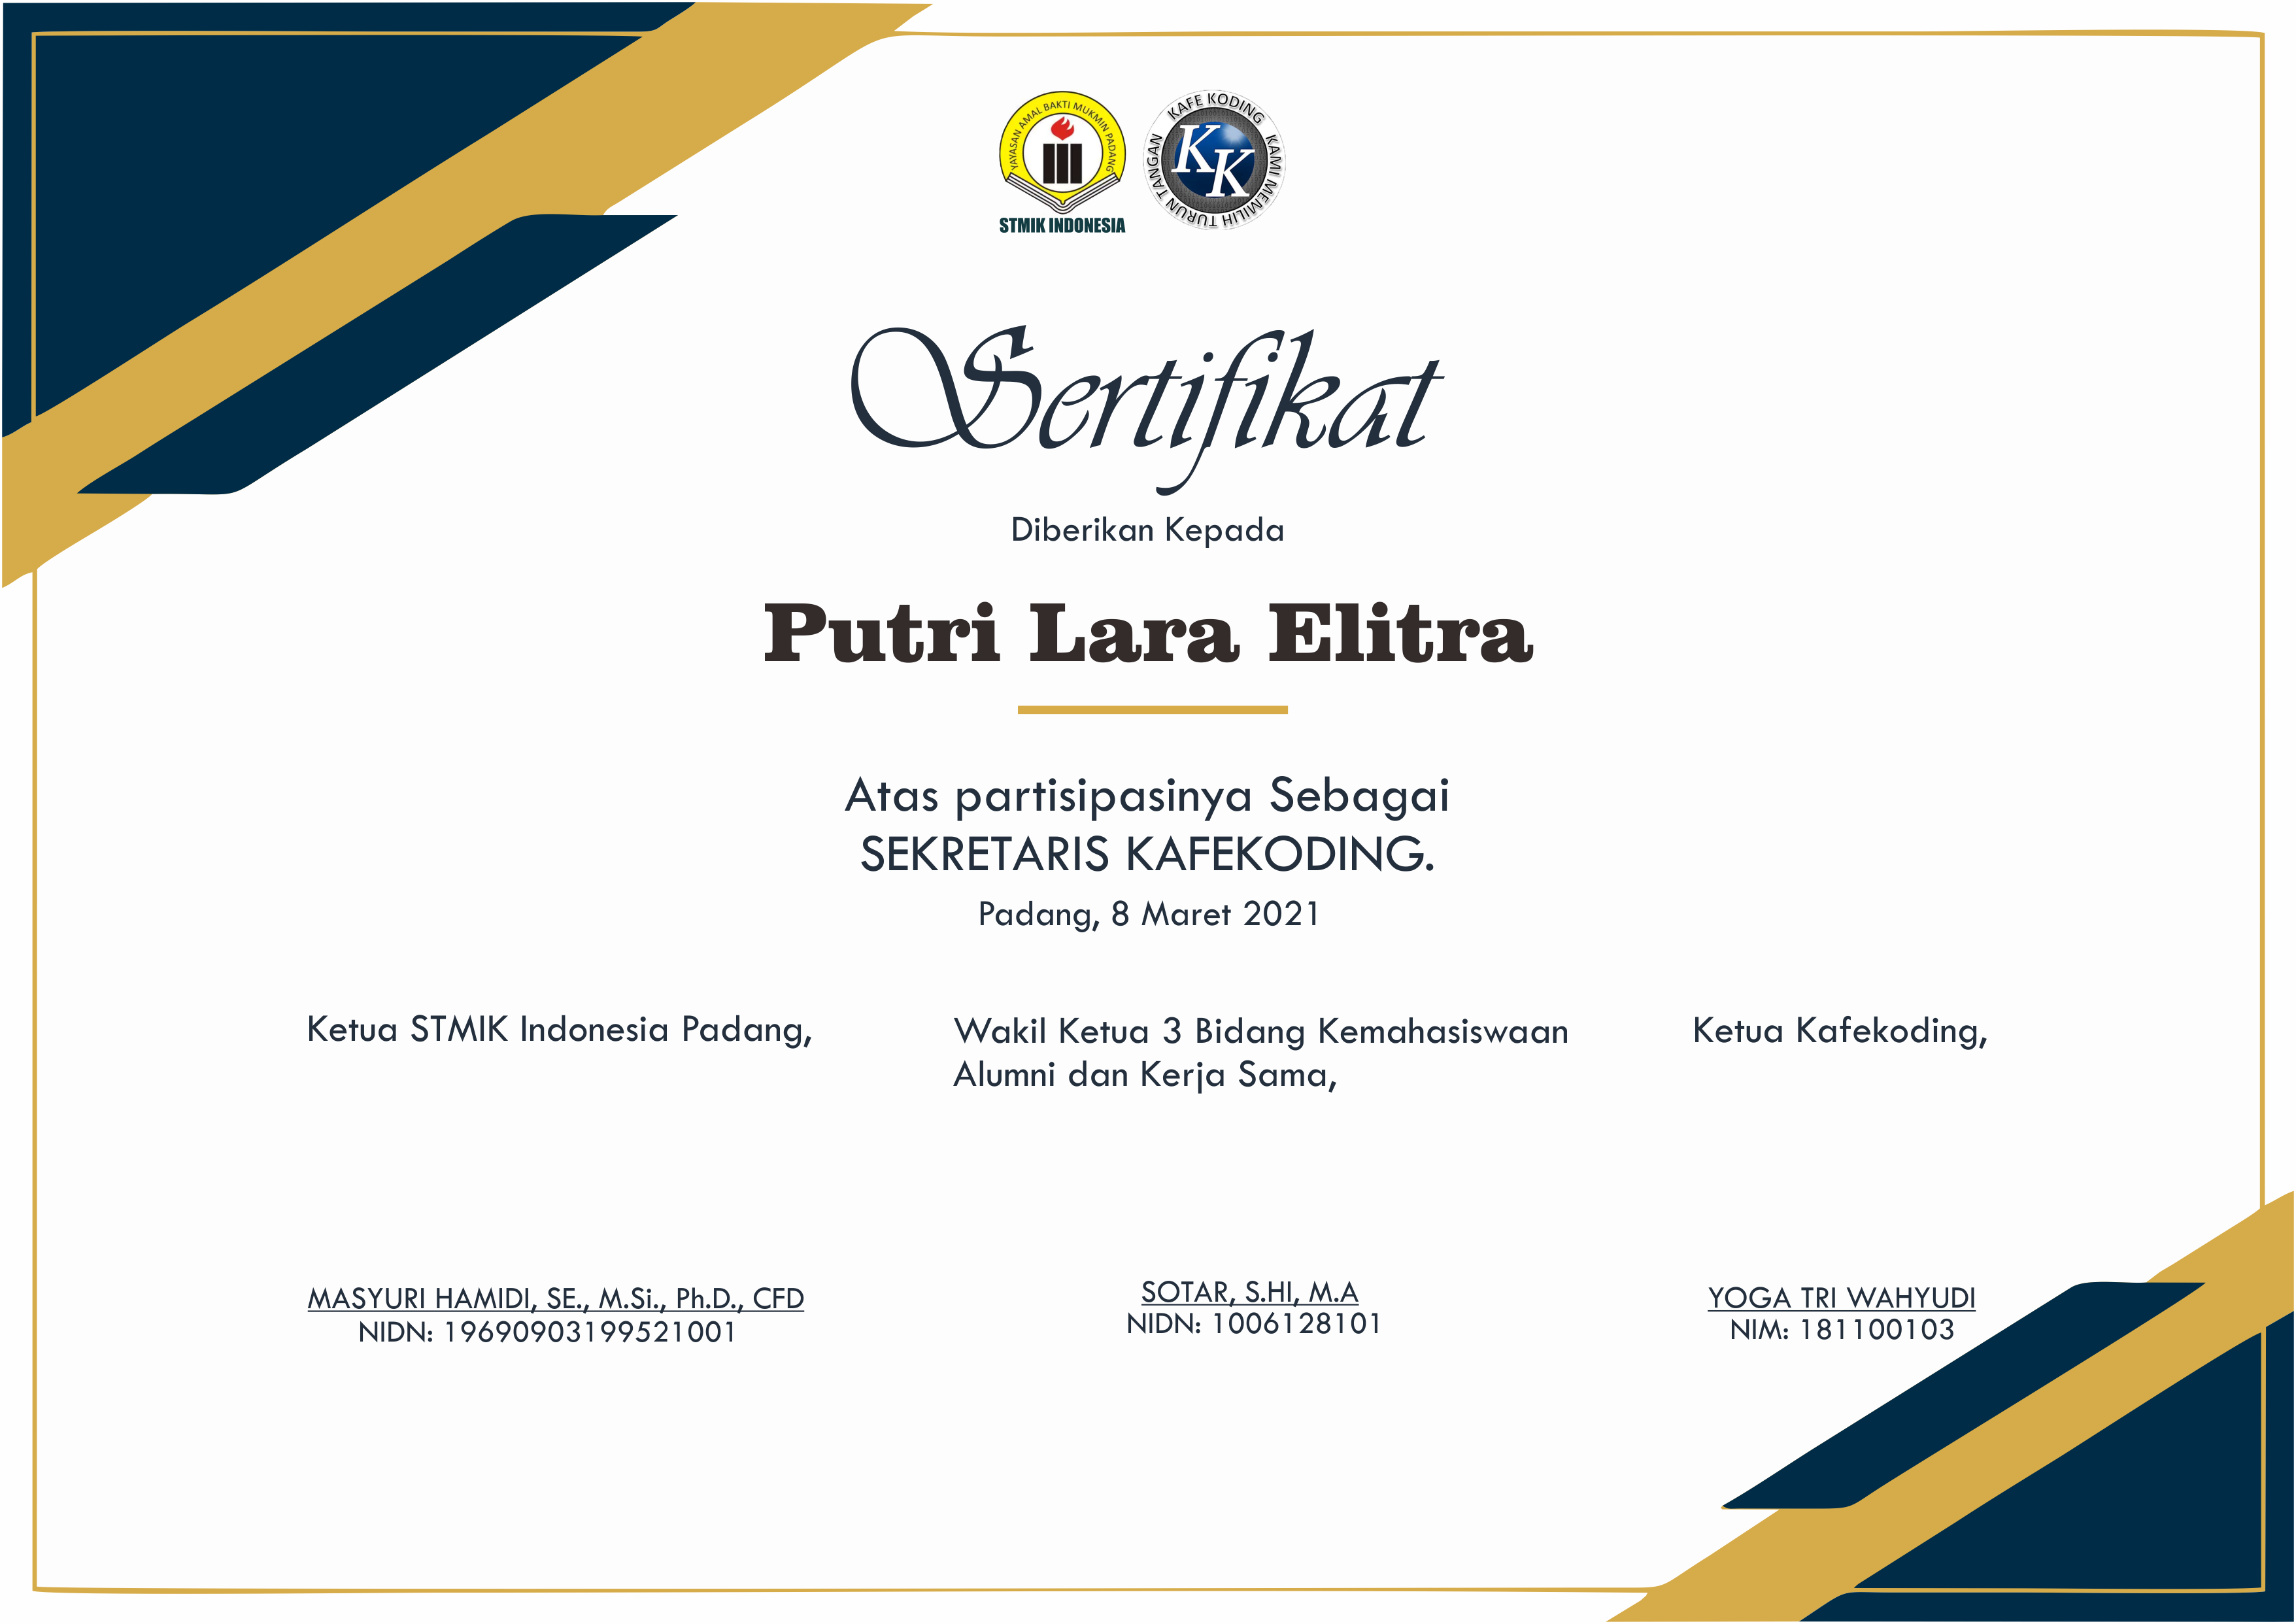 YAYASAN AMAL BAKTI MUKMIN PADANG
STMIK INDONESIA
KAFE KODING KAMI MEMILIH TURUN TANGAN
KK
Sertifikat
Diberikan Kepada
Putri Lara Elitra
Atas partisipasinya Sebagai
SEKRETARIS KAFEKODING.
Padang, 8 Maret 2021
Ketua STMIK Indonesia Padang,
Wakil Ketua 3 Bidang Kemahasiswaan
Alumni dan Kerja Sama,
Ketua Kafekoding,
MASYURI HAMIDI, SE., M.Si., Ph.D., CFD
NIDN: 19690903199521001
SOTAR, S.HI, M.A
NIDN: 1006128101
YOGA TRI WAHYUDI
NIM: 181100103